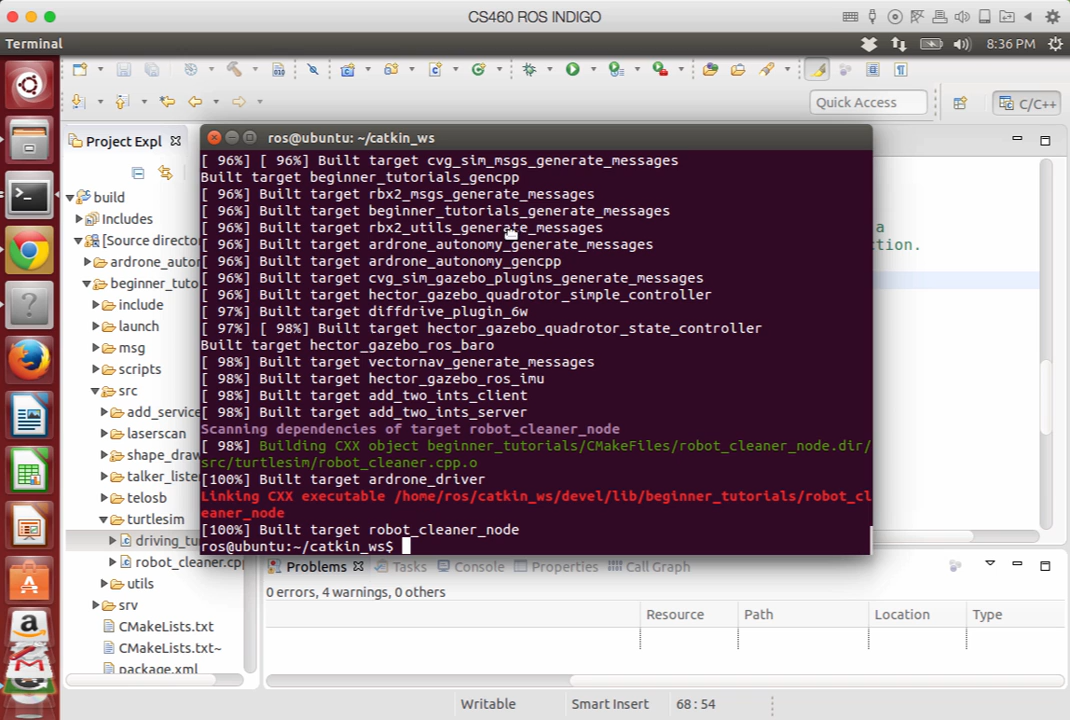 CS460 ROS INDIGO
Terminal
8:36 PM
Quick Access
C/C++
Project Expl
ros@ubuntu: ~/catkin_ws
build
Includes
[Source director
ardrone_autor
beginner_tuto
include
launch
msg
scripts
src
add_service
laserscan
shape_draw
talker_liste
telosb
turtlesim
driving_tu
robot_cleaner.cpp
utils
srv
CMakeLists.txt
CMakeLists.txt~
package.xml
[ 96%] [ 96%] Built target cvg_sim_msgs_generate_messages
Built target beginner_tutorials_gencpp
[ 96%] Built target rbx2_msgs_generate_messages
[ 96%] Built target beginner_tutorials_generate_messages
[ 96%] Built target rbx2_utils_generate_messages
[ 96%] Built target ardrone_autonomy_generate_messages
[ 96%] Built target ardrone_autonomy_gencpp
[ 96%] Built target cvg_sim_gazebo_plugins_generate_messages
[ 96%] Built target hector_gazebo_quadrotor_simple_controller
[ 97%] Built target diffdrive_plugin_6w
[ 97%] [ 98%] Built target hector_gazebo_quadrotor_state_controller
Built target hector_gazebo_ros_baro
[ 98%] Built target vectornav_generate_messages
[ 98%] Built target hector_gazebo_ros_imu
[ 98%] Built target add_two_ints_client
[ 98%] Built target add_two_ints_server
Scanning dependencies of target robot_cleaner_node
[ 98%] Building CXX object beginner_tutorials/CMakeFiles/robot_cleaner_node.dir/
src/turtlesim/robot_cleaner.cpp.o
[100%] Built target ardrone_driver
Linking CXX executable /home/ros/catkin_ws/devel/lib/beginner_tutorials/robot_cl
eaner_node
[100%] Built target robot_cleaner_node
ros@ubuntu:~/catkin_ws$
a
ction.
Problems Tasks Console Properties Call Graph
0 errors, 4 warnings, 0 others
Resource Path Location Type
Writable Smart Insert 68 : 54